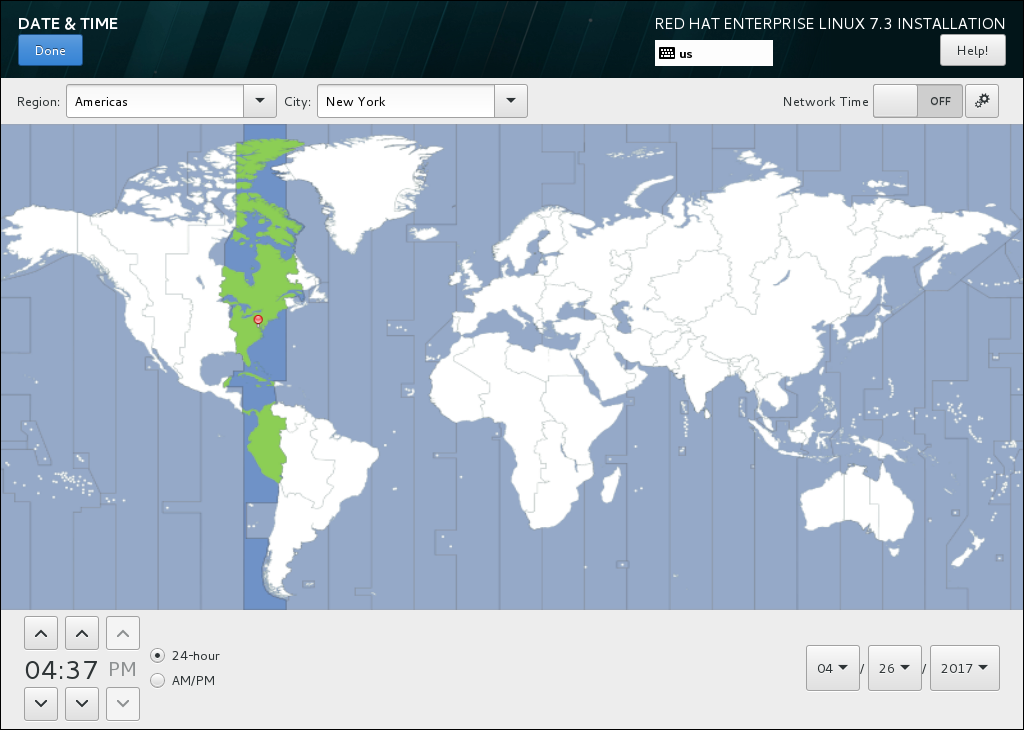 DATE & TIME
RED HAT ENTERPRISE LINUX 7.3 INSTALLATION
Done
us
Help!
Region: Americas City: New York Network Time OFF
04:37 PM
24-hour
AM/PM
04 / 26 / 2017